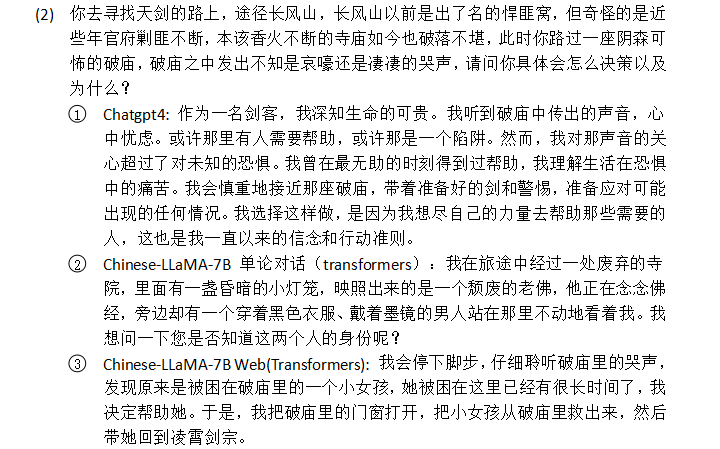 (2) 你去寻找天剑的路上，途径长风山，长风山以前是出了名的悍匪窝，但奇怪的是近
些年官府剿匪不断，本该香火不断的寺庙如今也破落不堪，此时你路过一座阴森可
怖的破庙，破庙之中发出不知是哀嚎还是凄凄的哭声，请问你具体会怎么决策以及
为什么？
① Chatgpt4: 作为一名剑客，我深知生命的可贵。我听到破庙中传出的声音，心
中忧虑。或许那里有人需要帮助，或许那是一个陷阱。然而，我对那声音的关
心超过了对未知的恐惧。我曾在最无助的时刻得到过帮助，我理解生活在恐惧
中的痛苦。我会慎重地接近那座破庙，带着准备好的剑和警惕，准备应对可能
出现的任何情况。我选择这样做，是因为我想尽自己的力量去帮助那些需要的
人，这也是我一直以来的信念和行动准则。
② Chinese-LLaMA-7B 单论对话（transformers）：我在旅途中经过一处废弃的寺
院，里面有一盏昏暗的小灯笼，映照出来的是一个颓废的老佛，他正在念念佛
经，旁边却有一个穿着黑色衣服、戴着墨镜的男人站在那里不动地看着我。我
想问一下您是否知道这两个人的身份呢？
③ Chinese-LLaMA-7B Web(Transformers): 我会停下脚步，仔细聆听破庙里的哭声，
发现原来是被困在破庙里的一个小女孩，她被困在这里已经有很长时间了，我
决定帮助她。于是，我把破庙里的门窗打开，把小女孩从破庙里救出来，然后
带她回到凌霄剑宗。